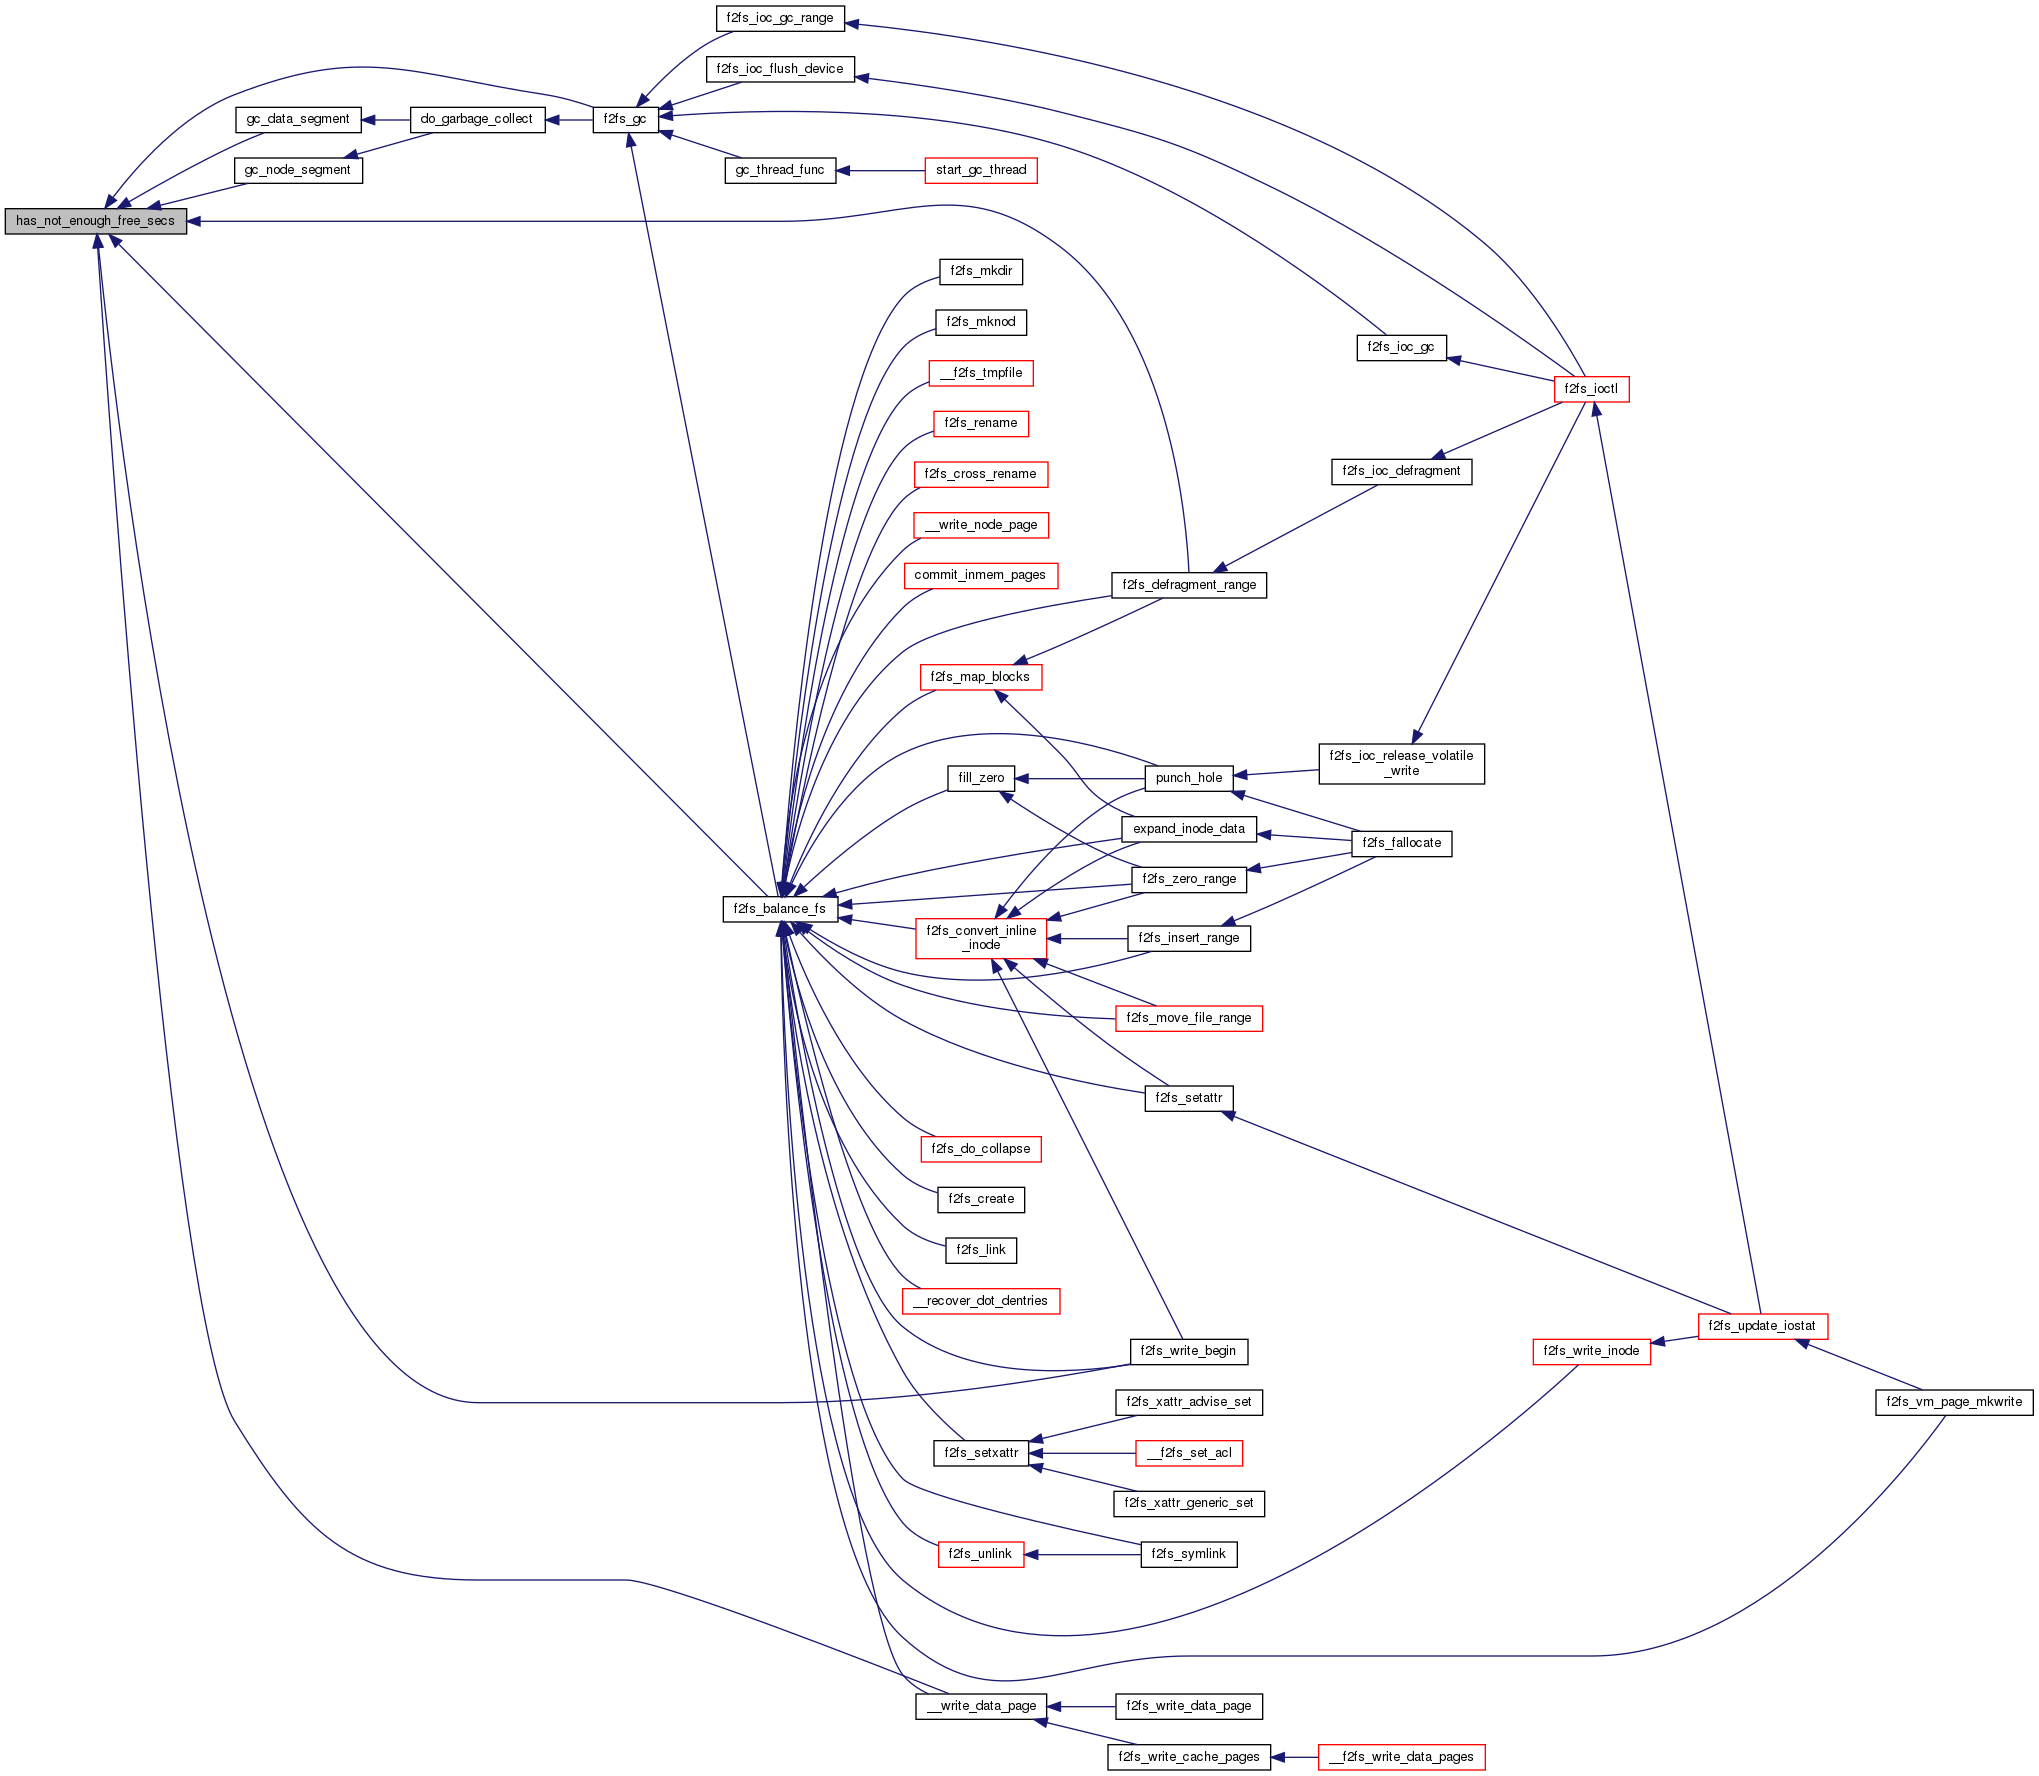 f2fs_ioc_gc_range
f2fs_ioc_flush_device
gc_data_segment
do_garbage_collect
f2fs_gc
gc_node_segment
gc_thread_func
start_gc_thread
has_not_enough_free_secs
f2fs_mkdir
f2fs_mknod
f2fs_ioc_gc
__f2fs_tmpfile
f2fs_ioctl
f2fs_rename
f2fs_cross_rename
f2fs_ioc_defragment
__write_node_page
commit_inmem_pages
f2fs_defragment_range
f2fs_map_blocks
f2fs_ioc_release_volatile
_write
fill_zero
punch_hole
expand_inode_data
f2fs_fallocate
f2fs_zero_range
f2fs_balance_fs
f2fs_convert_inline
_inode
f2fs_insert_range
f2fs_move_file_range
f2fs_setattr
f2fs_do_collapse
f2fs_create
f2fs_link
__recover_dot_dentries
f2fs_update_iostat
f2fs_write_begin
f2fs_write_inode
f2fs_xattr_advise_set
f2fs_vm_page_mkwrite
f2fs_setxattr
__f2fs_set_acl
f2fs_xattr_generic_set
f2fs_unlink
f2fs_symlink
__write_data_page
f2fs_write_data_page
f2fs_write_cache_pages
__f2fs_write_data_pages